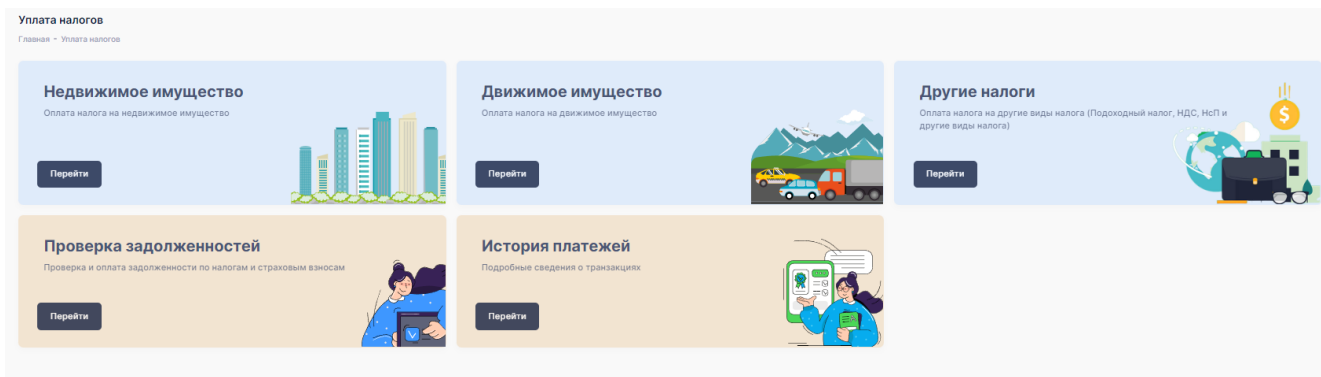 Уплата налогов
Главная - Уплата налогов
Недвижимое имущество
Оплата налога на недвижимое имущество
Перейти
Движимое имущество
Оплата налога на движимое имущество
Перейти
Другие налоги
Оплата налога на другие виды налога (Подоходный налог, НДС, НсП и
другие виды налога)
Перейти
Проверка задолженностей
Проверка и оплата задолженности по налогам и страховым взносам
Перейти
История платежей
Подробные сведения о транзакциях
Перейти